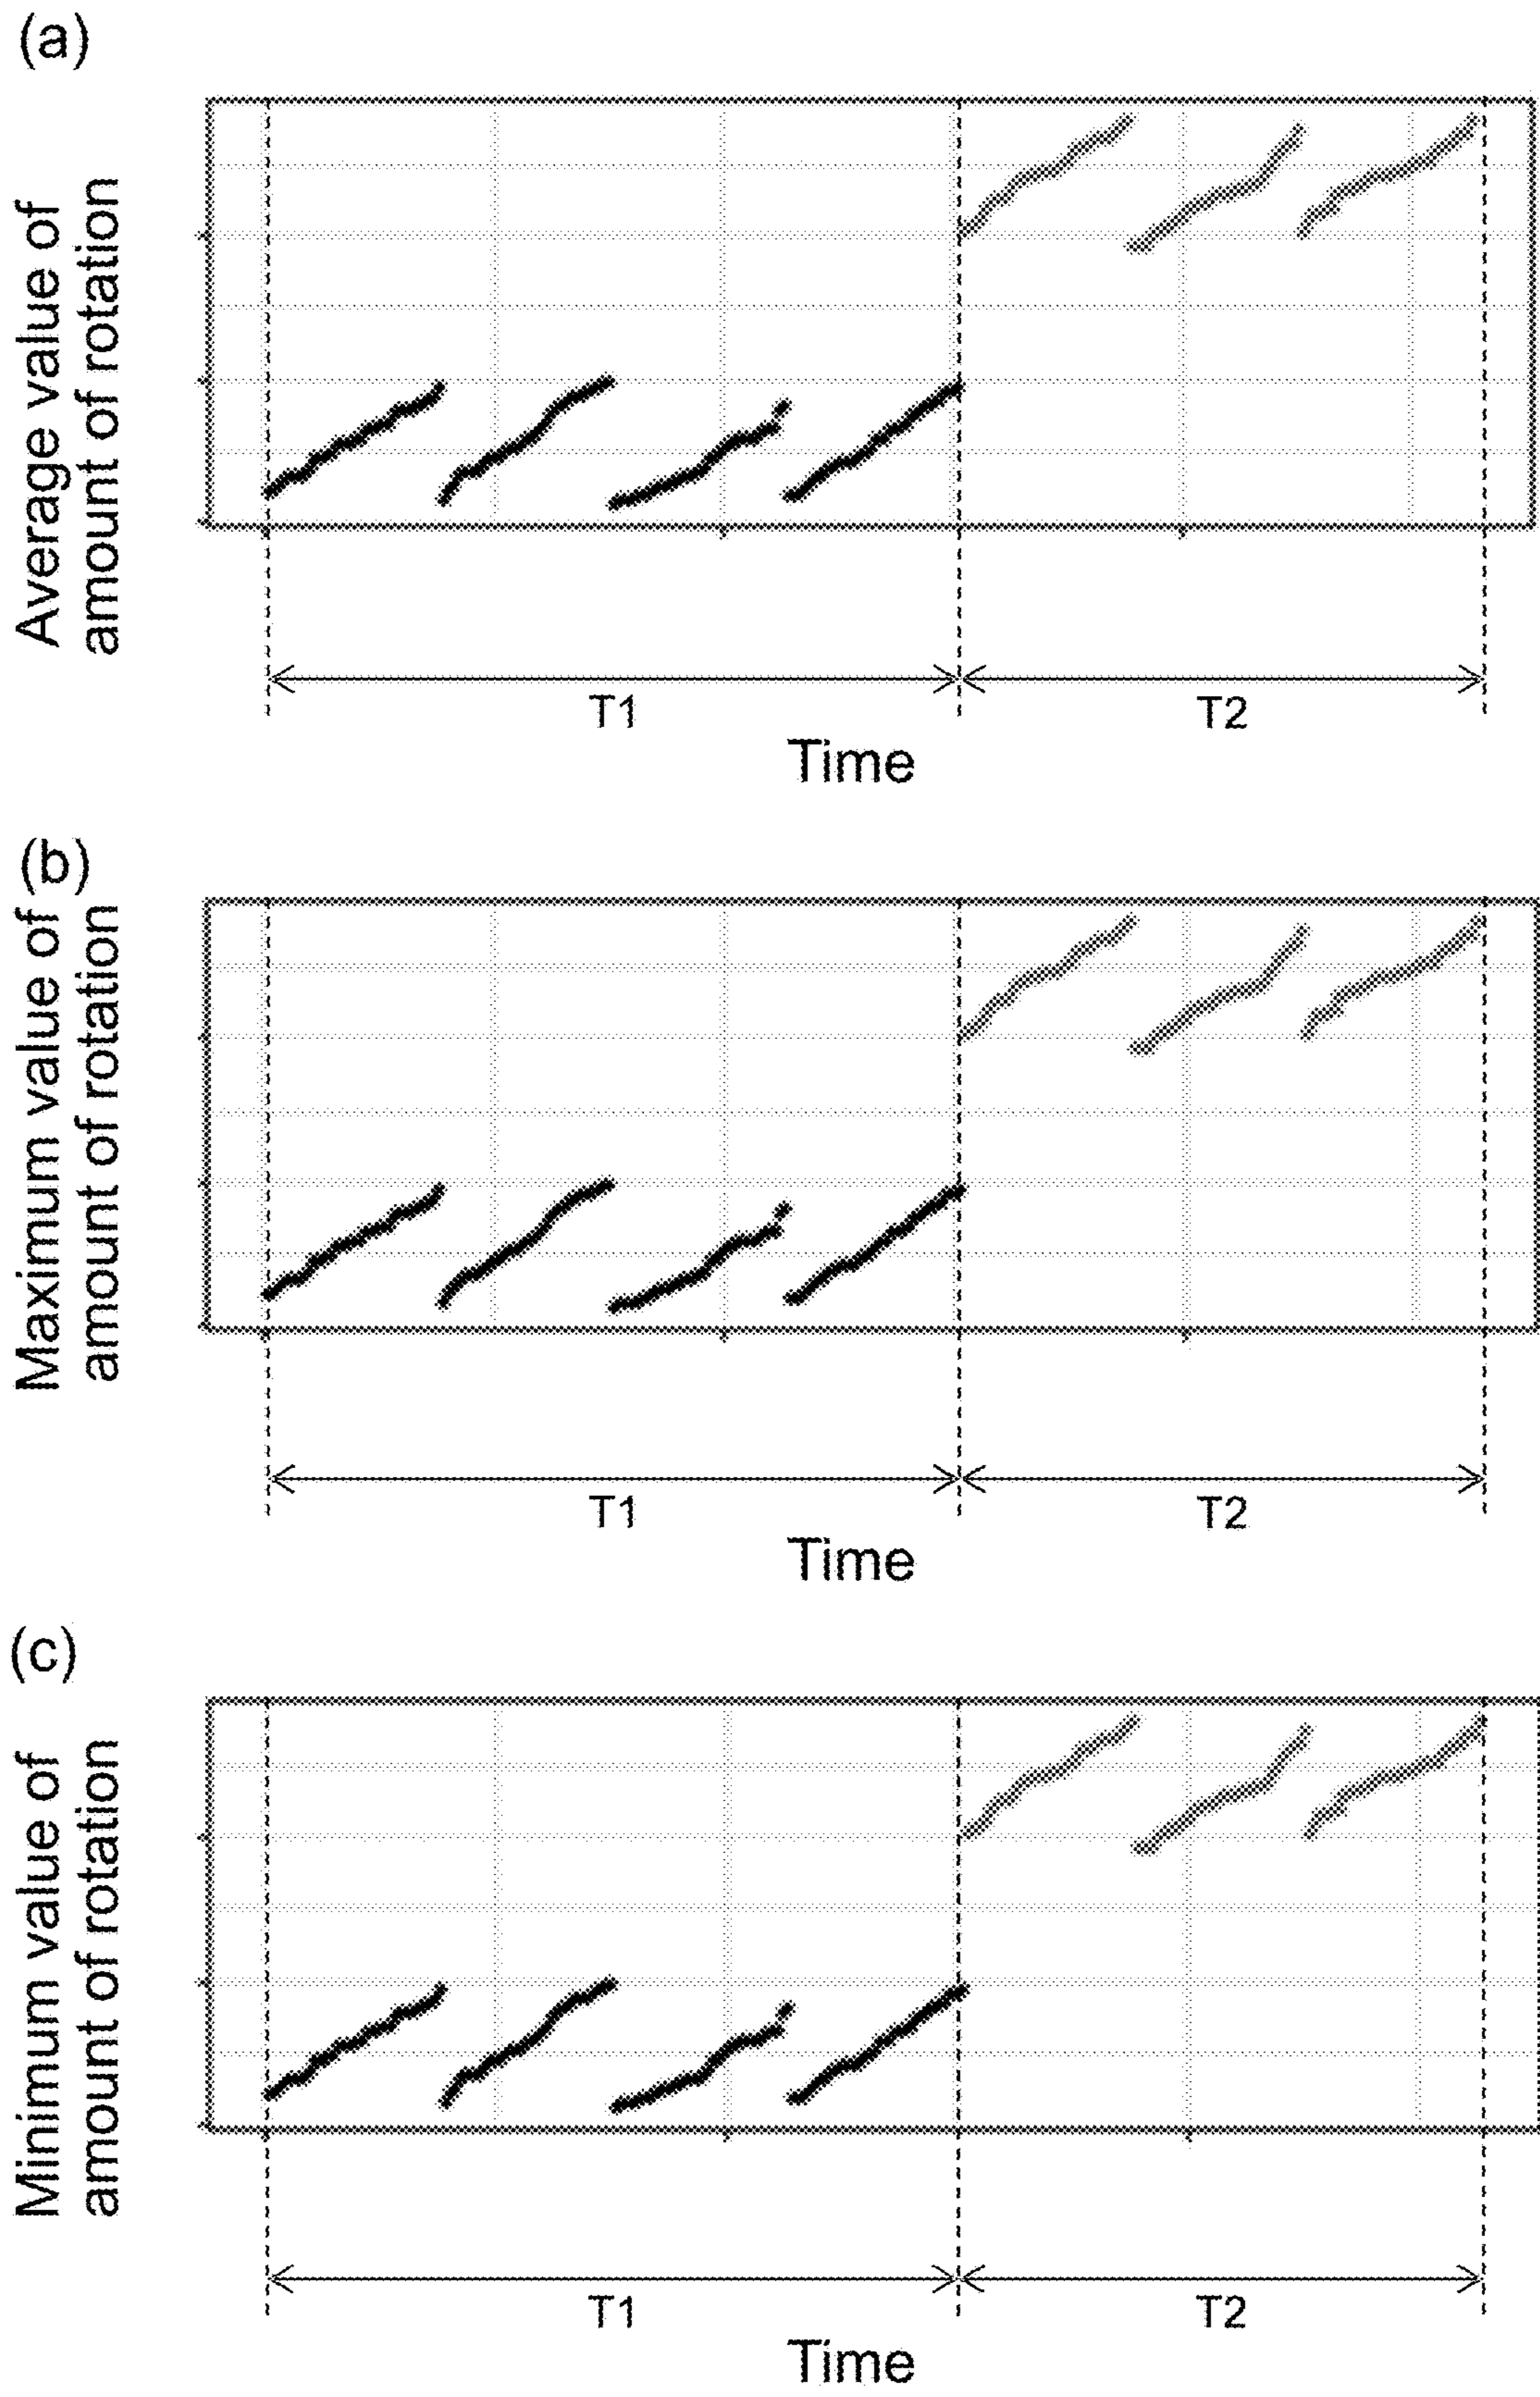 (a)
Average value of
amount of rotation
T1
T2
Time
(b)
Maximum value of
amount of rotation
T1
T2
Time
(c)
Minimum value of
amount of rotation
T1
T2
Time